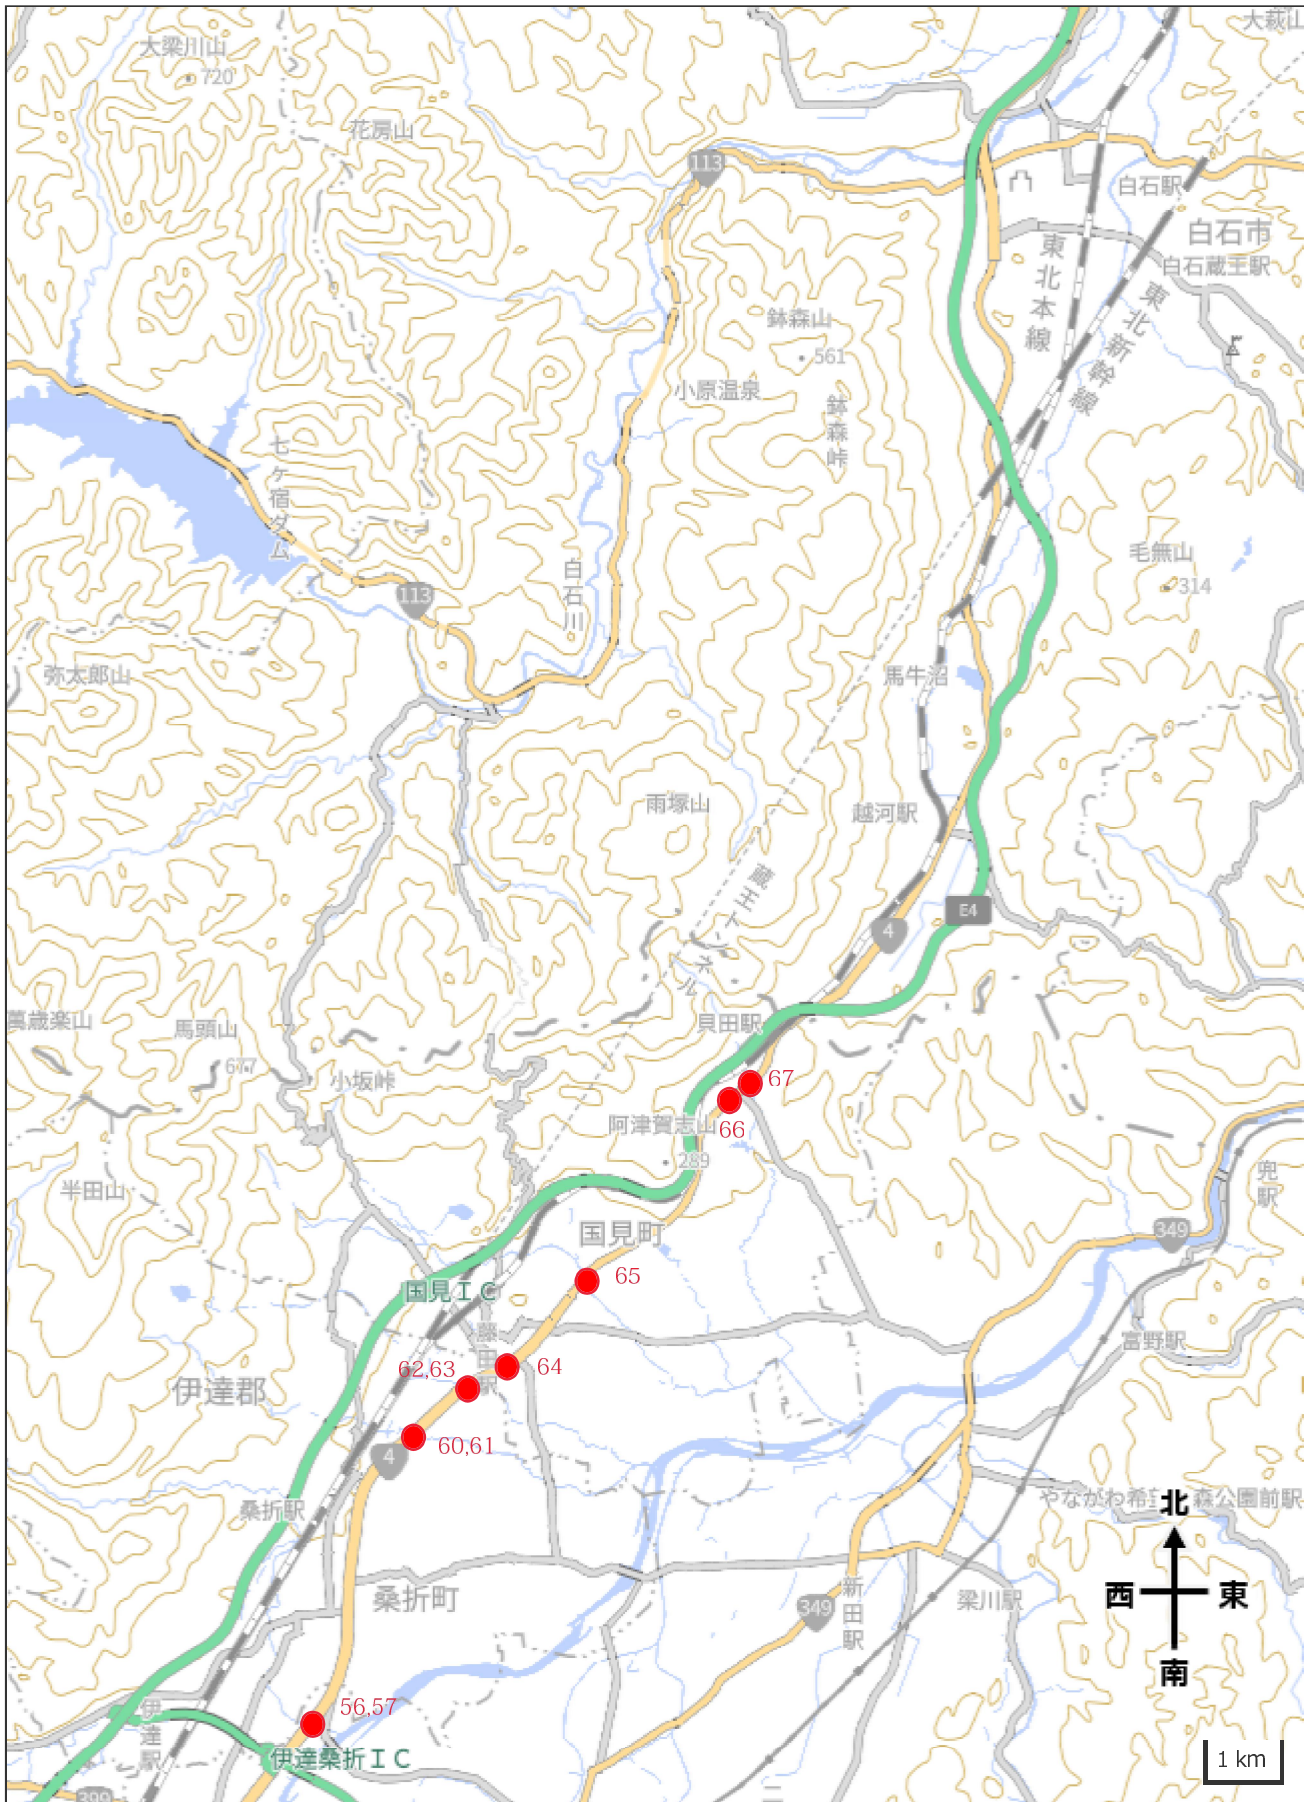 大萩山
大梁川山
720
花房山
113
白石駅
白石市
白石蔵王駅
東北本線
東北新幹線
鉢森山
561
小原温泉
鉢森峠
七ヶ宿ダム
毛無山
314
白石川
113
弥太郎山
馬牛沼
雨塚山
越河駅
蔵王トンネル
E4
4
萬歳楽山
馬頭山
677
貝田駅
小坂峠
67
阿津賀志山
66
289
半田山
兜駅
国見町
349
65
国見IC
藤田駅
富野駅
62,63
64
伊達郡
60,61
4
桑折駅
やながわ希
森公園前駅
北
西
東
南
桑折町
新田駅
349
梁川駅
56,57
伊達駅
伊達桑折IC
1 km
399